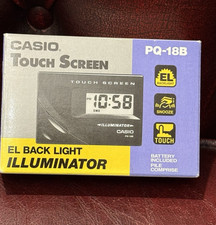 CASIO
PQ-18B
TOUCH SCREEN
EL
TOUCH SCREEN
PM
10:58
SNOOZE
ILLUMINATOR
CASIO
TOUCH
EL BACK LIGHT
ILLUMINATOR
BATTERY
INCLUDED
PILE
COMPRISE